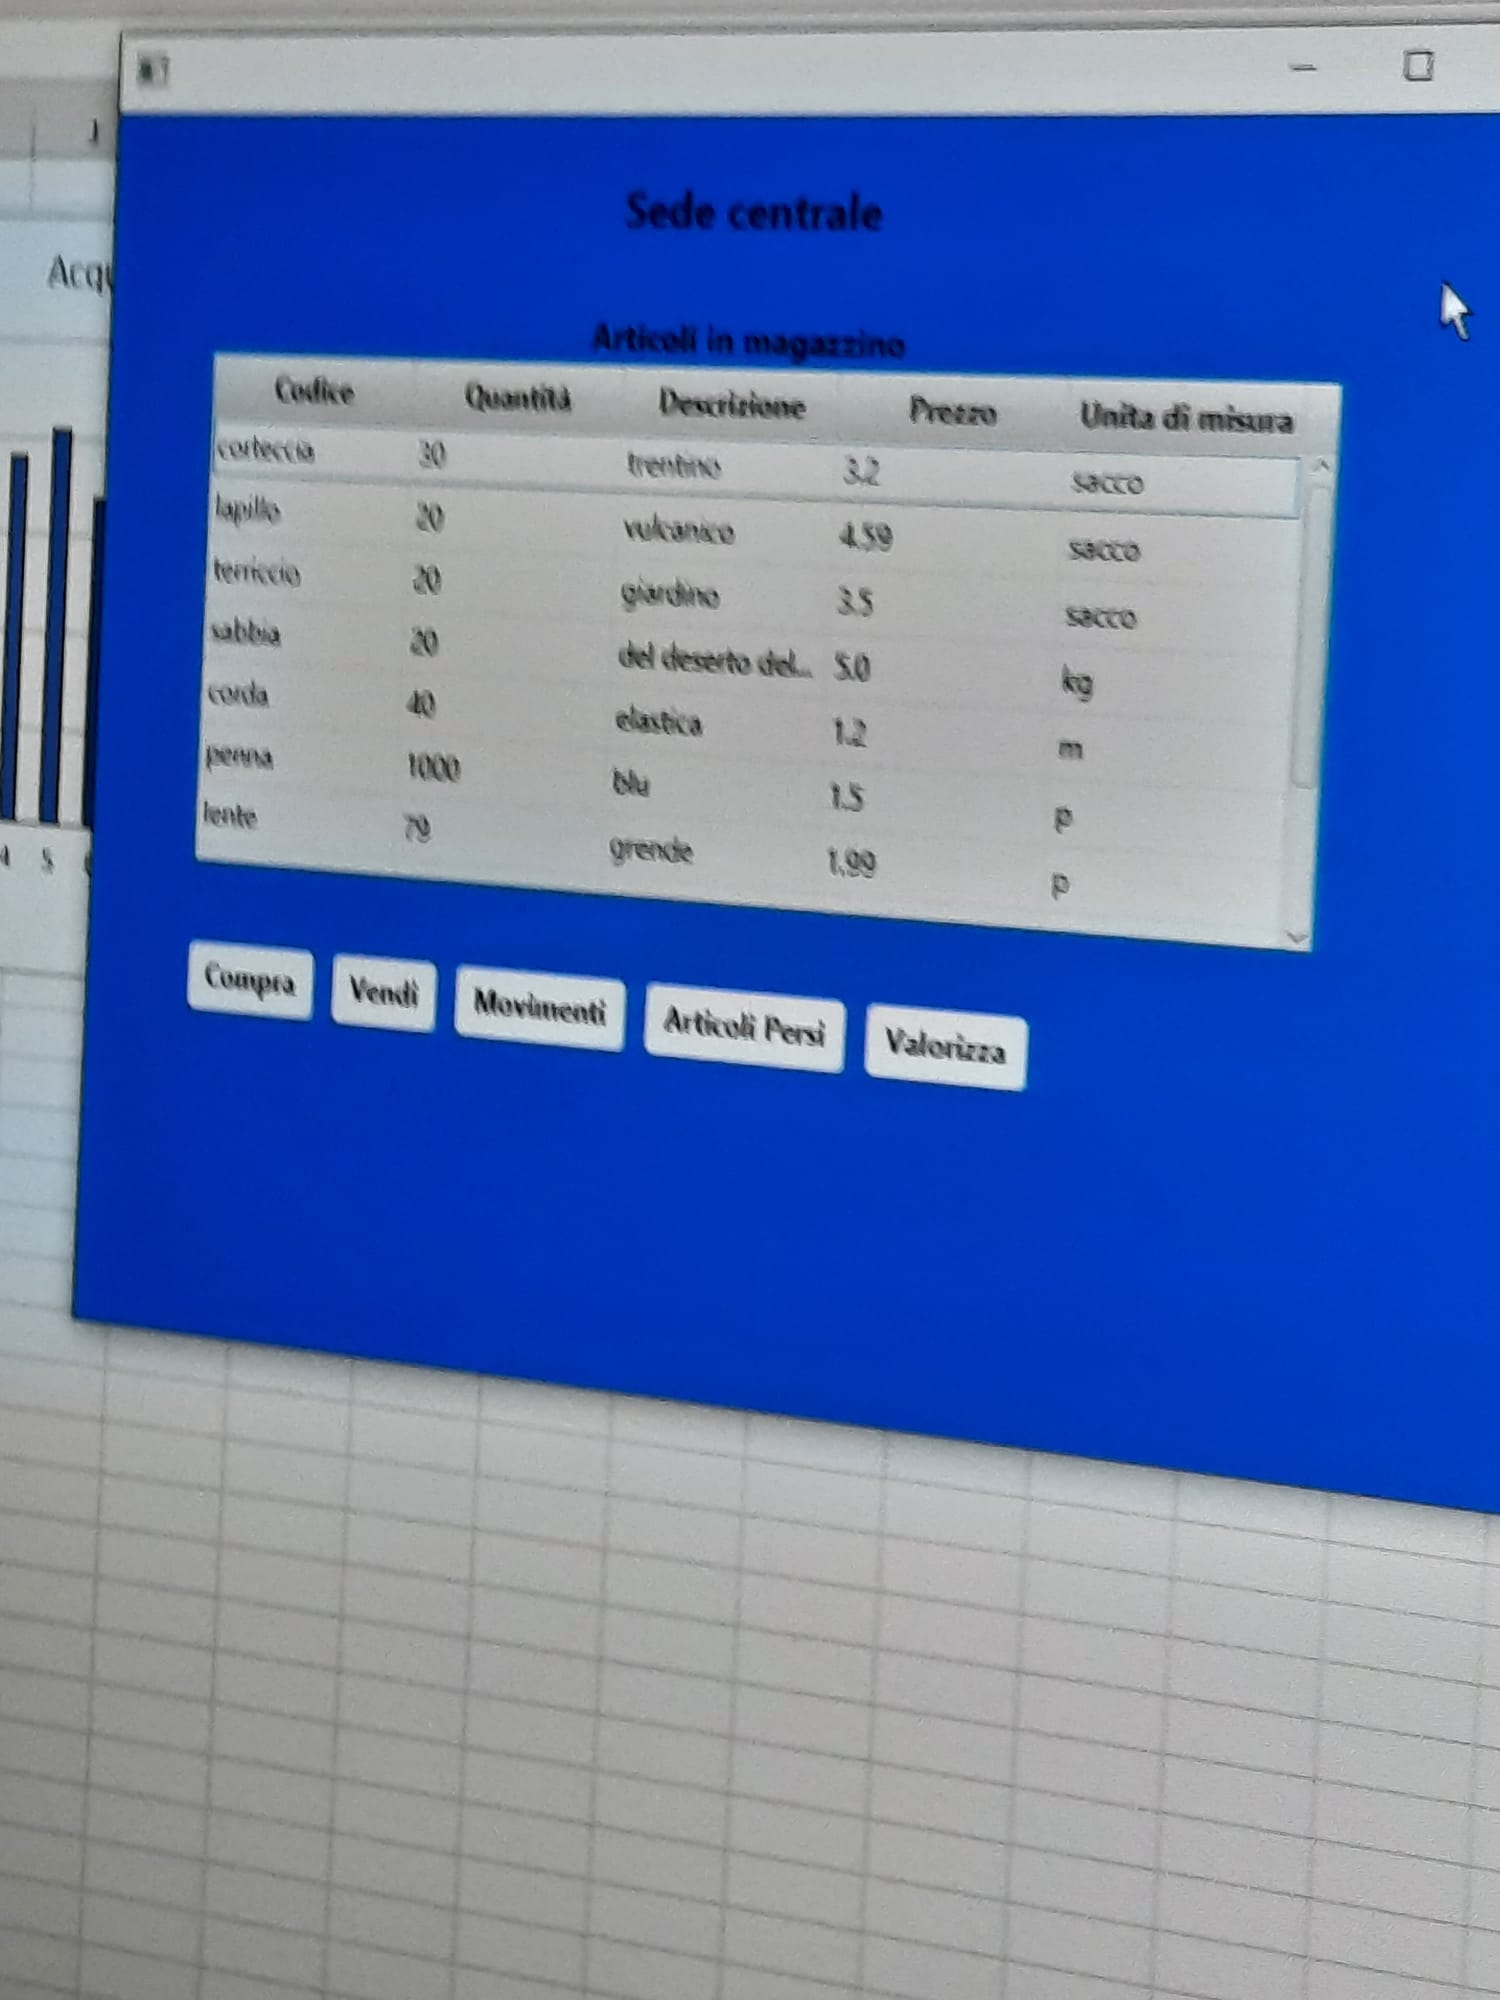 J
Acqu
4 5
Sede centrale
Articoli in magazzino
Codice Quantità Descrizione Prezzo Unita di misura
corteccia 30 trentino 3.2 sacco
lapillo 20 vulcanico 4.59 sacco
terriccio 20 giardino 3.5 sacco
sabbia 20 del deserto del... 5.0 kg
corda 40 elastica 1.2 m
penna 1000 blu 1.5 p
lente 79 grende 1.99 p
Compra Vendi Movimenti Articoli Persi Valorizza